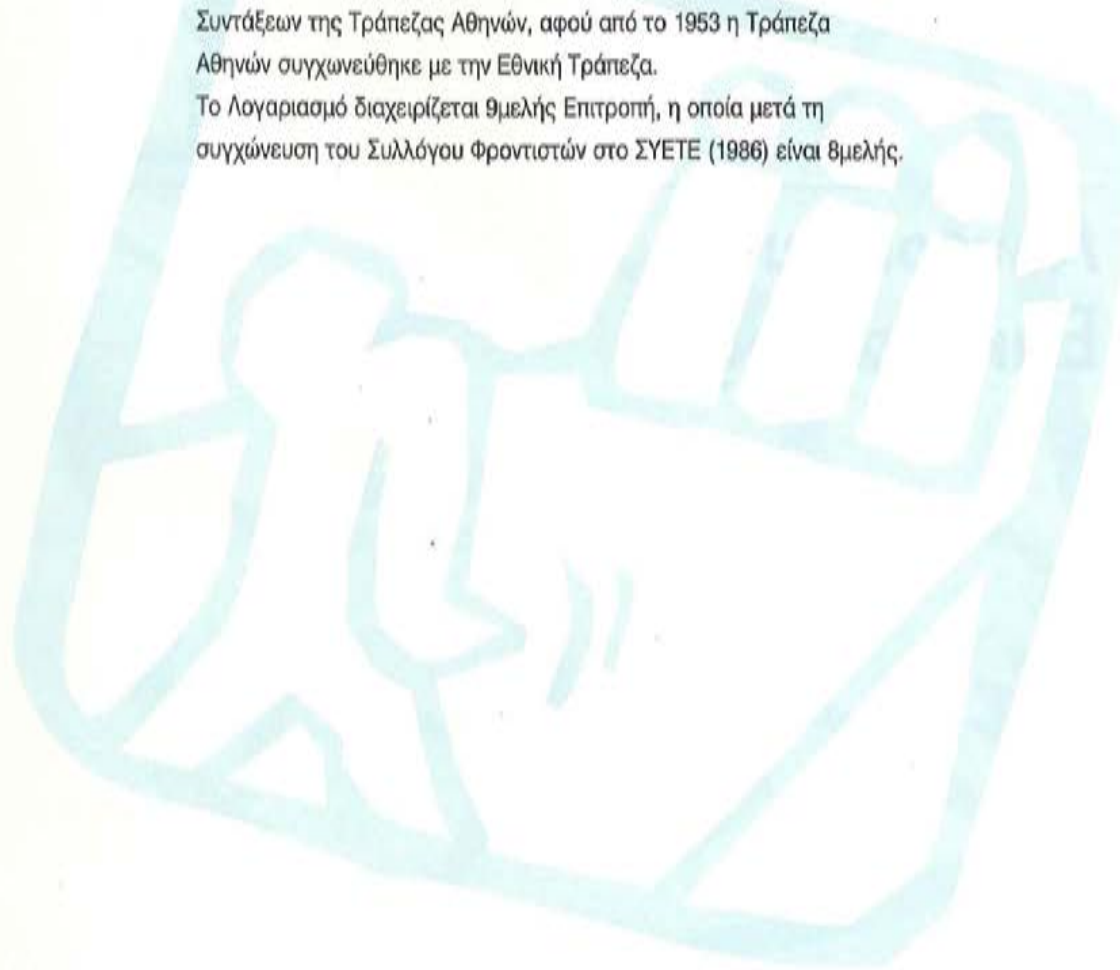 Συντάξεων της Τράπεζας Αθηνών, αφού από το 1953 η Τράπεζα
Αθηνών συγχωνεύθηκε με την Εθνική Τράπεζα.
Το Λογαριασμό διαχειρίζεται 9μελής Επιτροπή, η οποία μετά τη
συγχώνευση του Συλλόγου Φροντιστών στο ΣΥΕΤΕ (1986) είναι 8μελής.